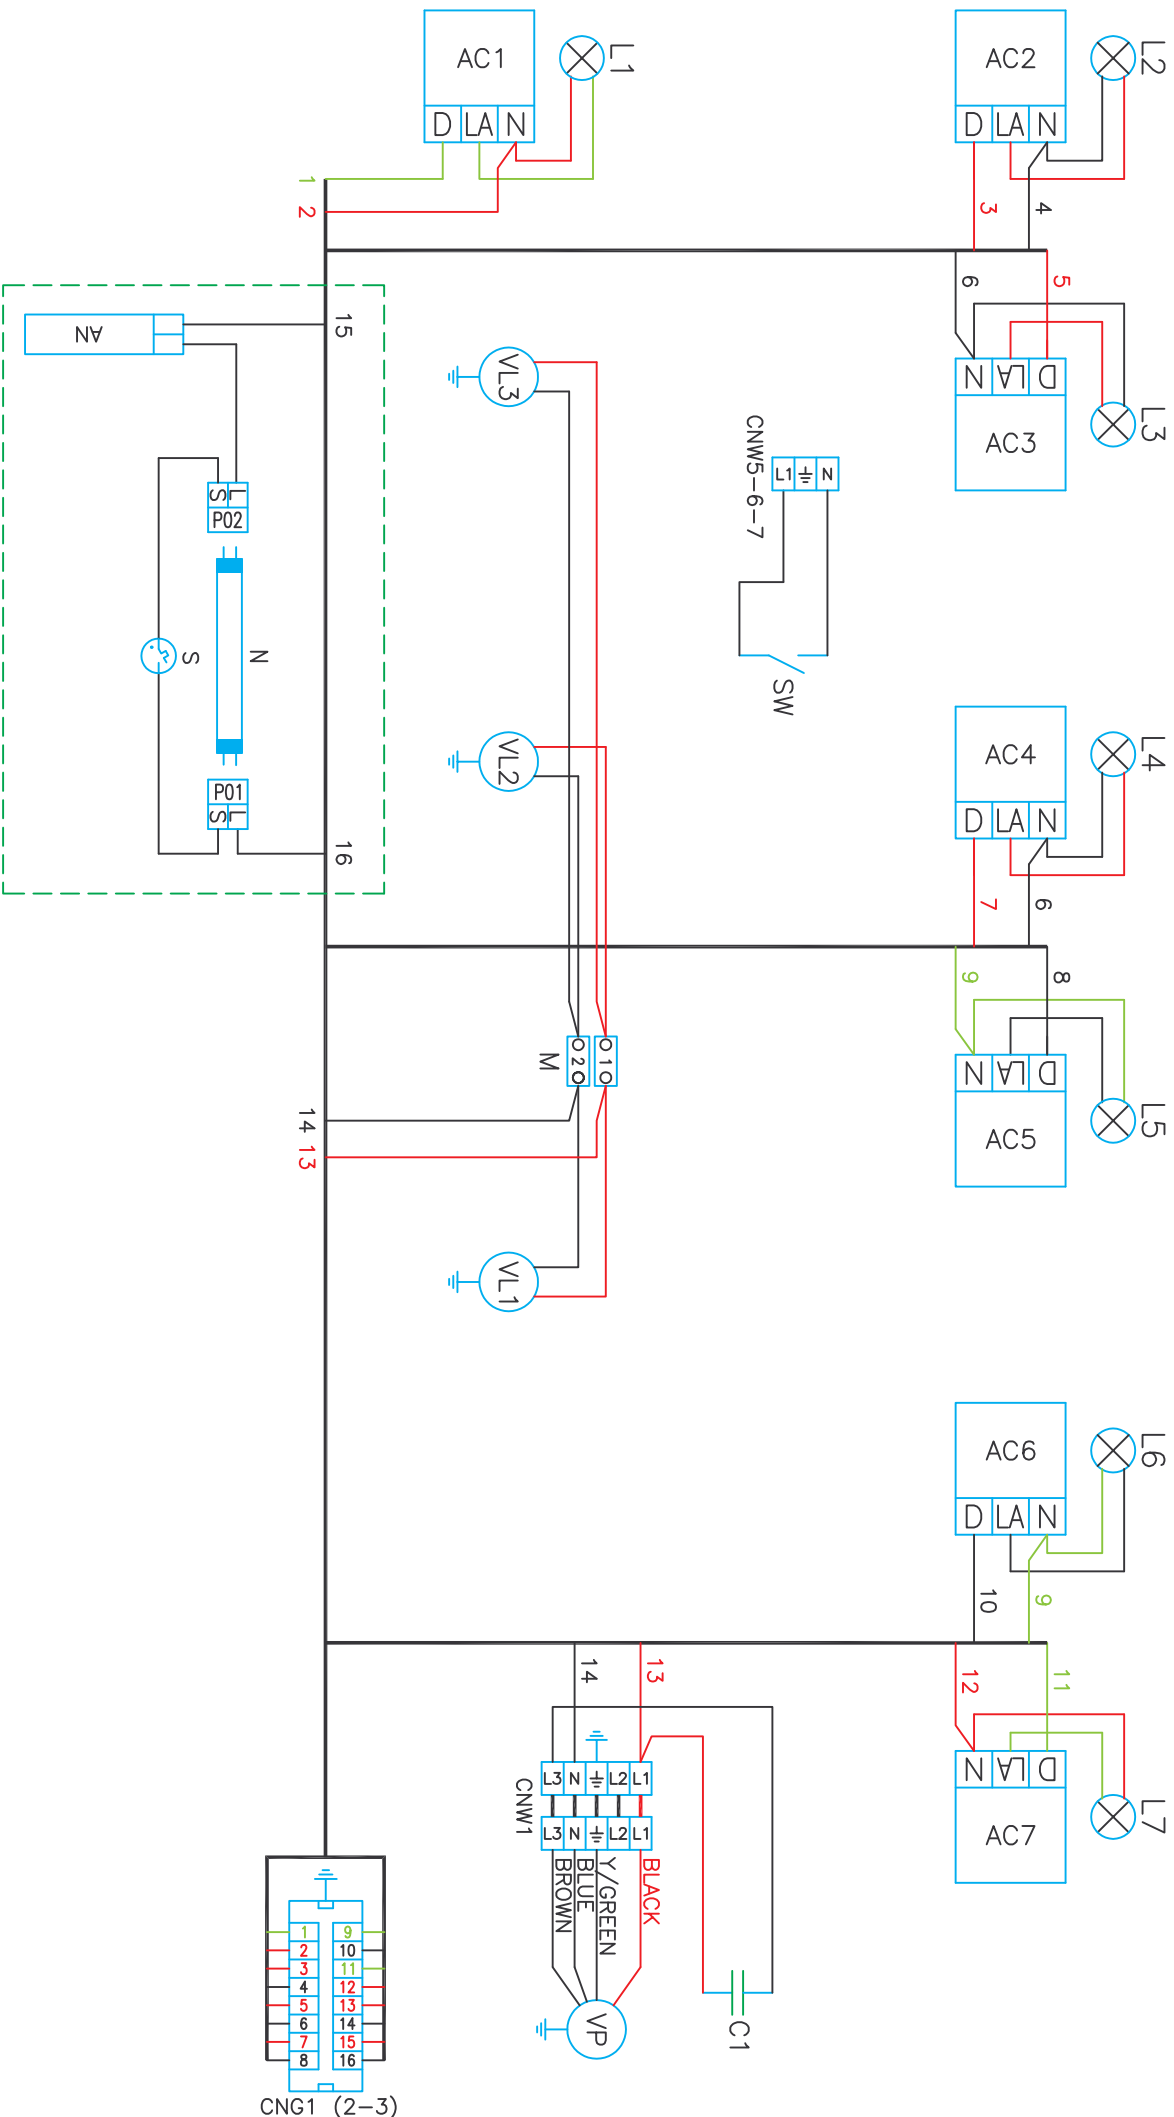 AC1
D LA N
L1
AC2
D LA N
L2
1
2
3
4
5
6
N LA D
AC3
L3
15
AN
VL3
CNW5-6-7
L1 N
SW
S L
P02
N
S
P01
S L
16
VL2
AC4
D LA N
L4
7
6
9
8
N LA D
AC5
L5
M
2
1
14
13
VL1
AC6
D LA N
L6
10
9
12
11
N LA D
AC7
L7
14
13
CNW1
L3 N L2 L1
L3 N L2 L1
BROWN
BLUE
Y/GREEN
BLACK
VP
C1
1 9
2 10
3 11
4 12
5 13
6 14
7 15
8 16
CNG1 (2-3)